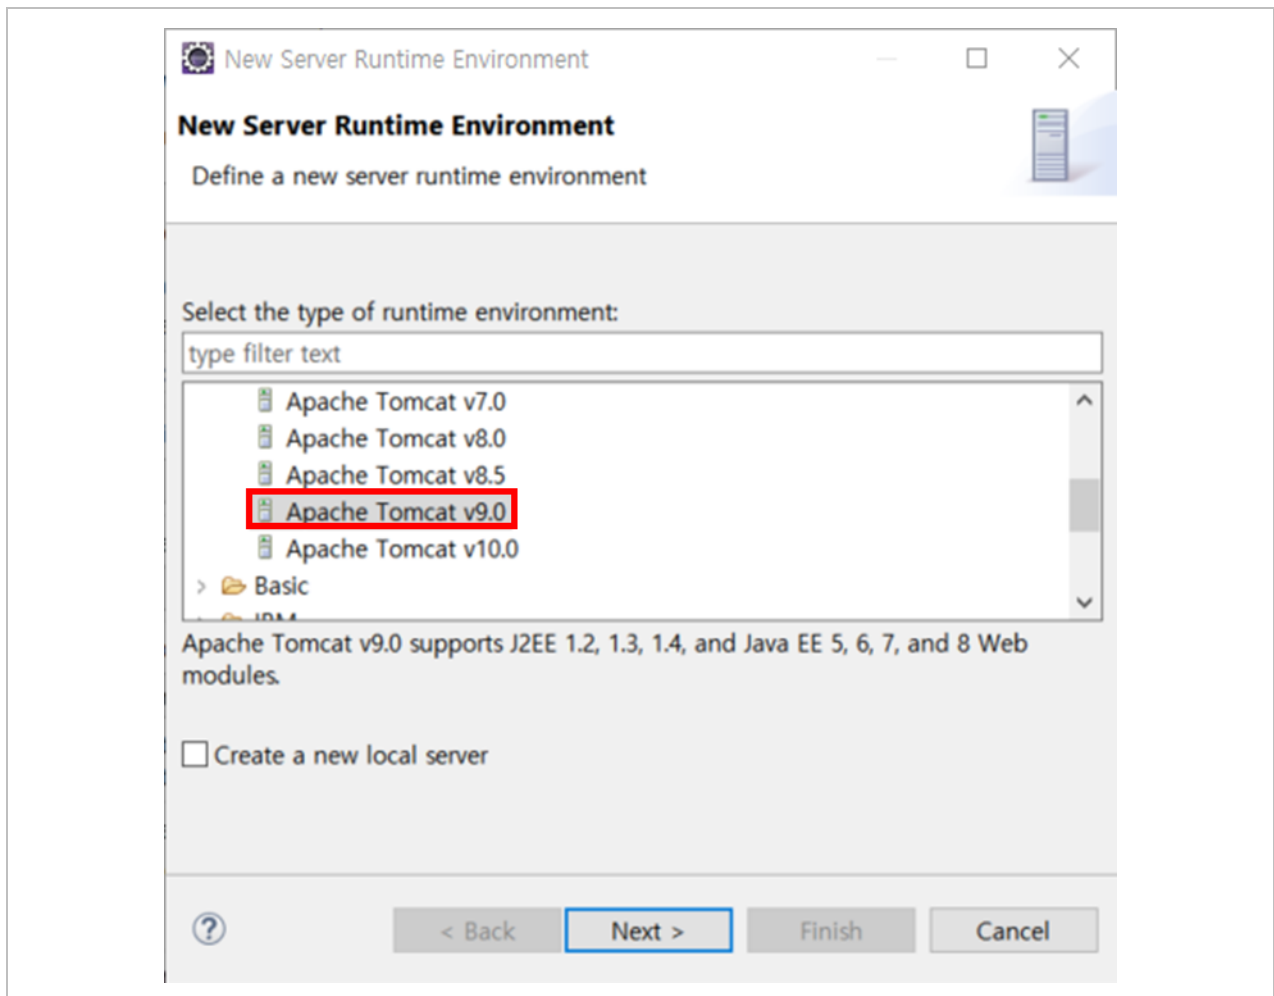 New Server Runtime Environment
New Server Runtime Environment
Define a new server runtime environment
Select the type of runtime environment:
type filter text
Apache Tomcat v7.0
Apache Tomcat v8.0
Apache Tomcat v8.5
Apache Tomcat v9.0
Apache Tomcat v10.0
> Basic
IBM
Apache Tomcat v9.0 supports J2EE 1.2, 1.3, 1.4, and Java EE 5, 6, 7, and 8 Web
modules.
Create a new local server
? < Back Next > Finish Cancel